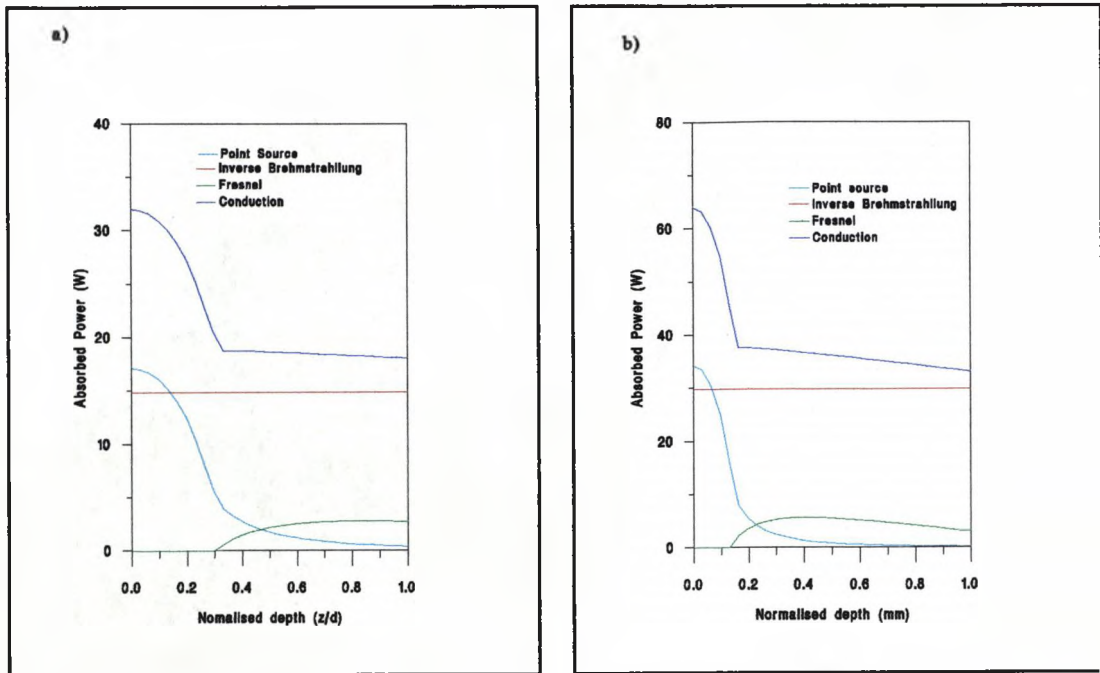 a)
40
30
20
10
0
Absorbed Power (W)
Point Source
Inverse Brehmstrahllung
Fresnel
Conduction
0.0 0.2 0.4 0.6 0.8 1.0
Nomalised depth (z/d)
b)
80
60
40
20
0
Absorbed Power (W)
Point source
Inverse Brehmstrahllung
Fresnel
Conduction
0.0 0.2 0.4 0.6 0.8 1.0
Normalised depth (mm)